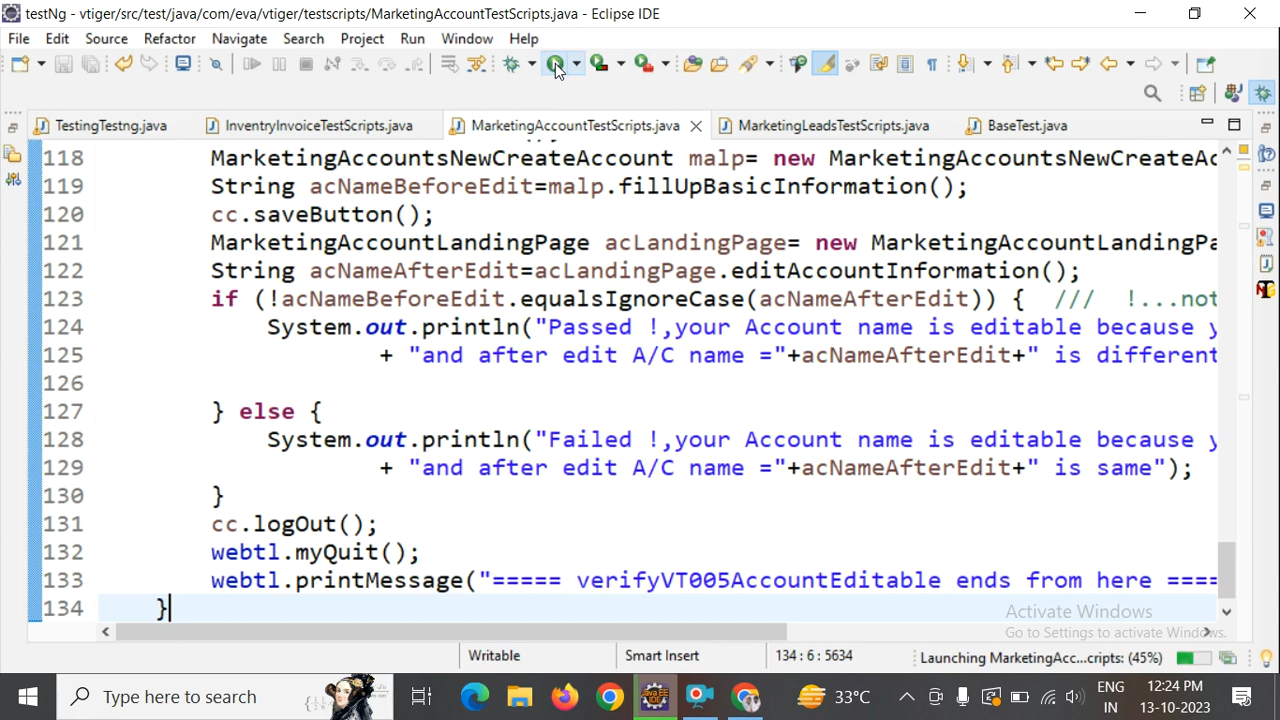 testNg - vtiger/src/test/java/com/eva/vtiger/testscripts/MarketingAccountTestScripts.java - Eclipse IDE
File Edit Source Refactor Navigate Search Project Run Window Help
TestingTestng.java InventryInvoiceTestScripts.java MarketingAccountTestScripts.java MarketingLeadsTestScripts.java BaseTest.java
118 MarketingAccountsNewCreateAccount malp= new MarketingAccountsNewCreateAc
119 String acNameBeforeEdit=malp.fillUpBasicInformation();
120 cc.saveButton();
121 MarketingAccountLandingPage acLandingPage= new MarketingAccountLandingPa
122 String acNameAfterEdit=acLandingPage.editAccountInformation();
123 if (!acNameBeforeEdit.equalsIgnoreCase(acNameAfterEdit)) { /// !...not
124 System.out.println("Passed !,your Account name is editable because y
125 + "and after edit A/C name ="+acNameAfterEdit+" is different
126
127 } else {
128 System.out.println("Failed !,your Account name is editable because y
129 + "and after edit A/C name ="+acNameAfterEdit+" is same");
130 }
131 cc.logOut();
132 webtl.myQuit();
133 webtl.printMessage("===== verifyVT005AccountEditable ends from here ====
134 }
Activate Windows
Go to Settings to activate Windows.
Writable Smart Insert 134 : 6 : 5634 Launching MarketingAcc...cripts: (45%)
Type here to search 33°C ENG 12:24 PM
IN 13-10-2023